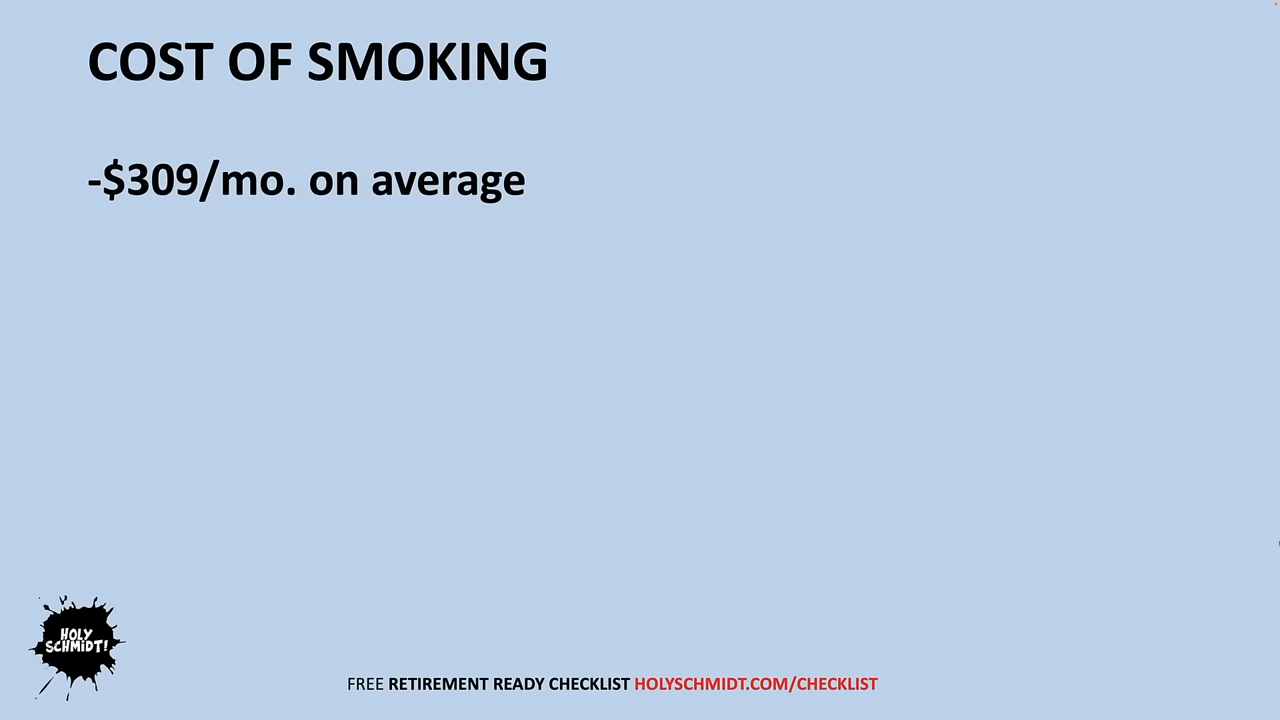 COST OF SMOKING
-$309/mo. on average
HOLY
SCHMIDT!
FREE RETIREMENT READY CHECKLIST HOLYSCHMIDT.COM/CHECKLIST